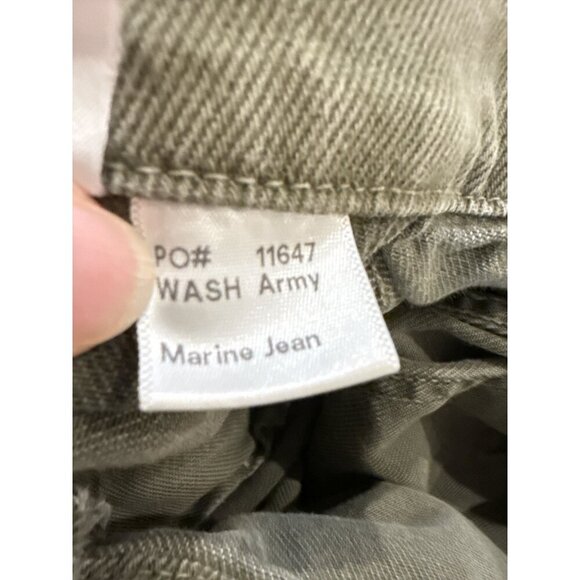 PO# 11647
WASH Army
Marine Jean